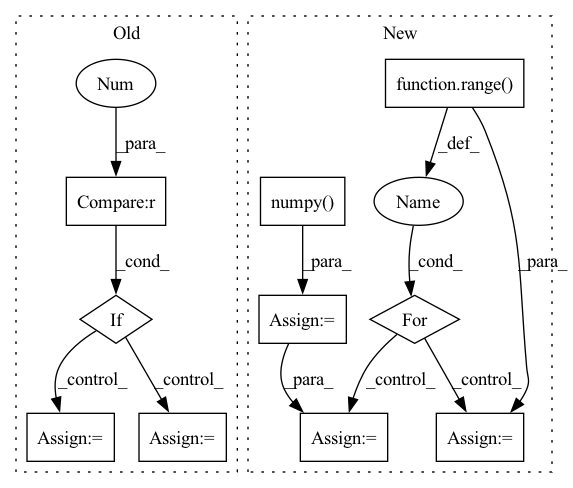 Old
New
Num
function.range()
_para_
_def_
Compare:r
numpy()
Name
_cond_
_para_
_cond_
_para_
If
Assign:=
For
_control_
_control_
_para_
_control_
_control_
Assign:=
Assign:=
Assign:=
Assign:=